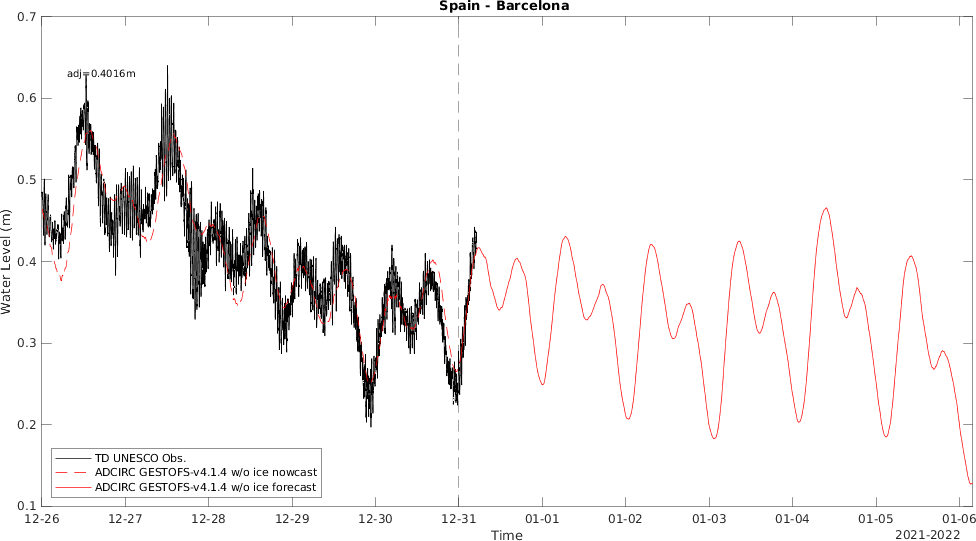 Spain - Barcelona
adj=0.4016m
0.7
0.6
0.5
0.4
0.3
0.2
0.1
Water Level (m)
TD UNESCO Obs.
ADCIRC GESTOFS-v4.1.4 w/o ice nowcast
ADCIRC GESTOFS-v4.1.4 w/o ice forecast
12-26 12-27 12-28 12-29 12-30 12-31 01-01 01-02 01-03 01-04 01-05 01-06
Time
2021-2022